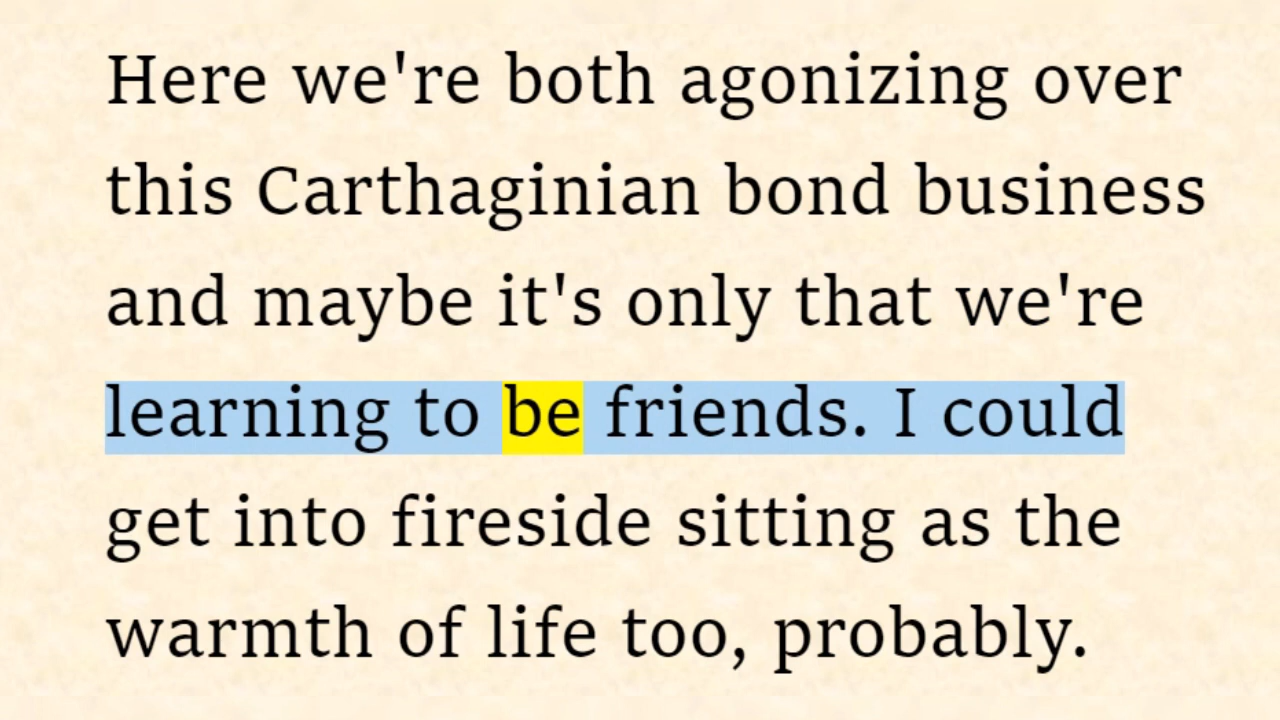 Here we're both agonizing over
this Carthaginian bond business
and maybe it's only that we're
learning to be friends. I could
get into fireside sitting as the
warmth of life too, probably.